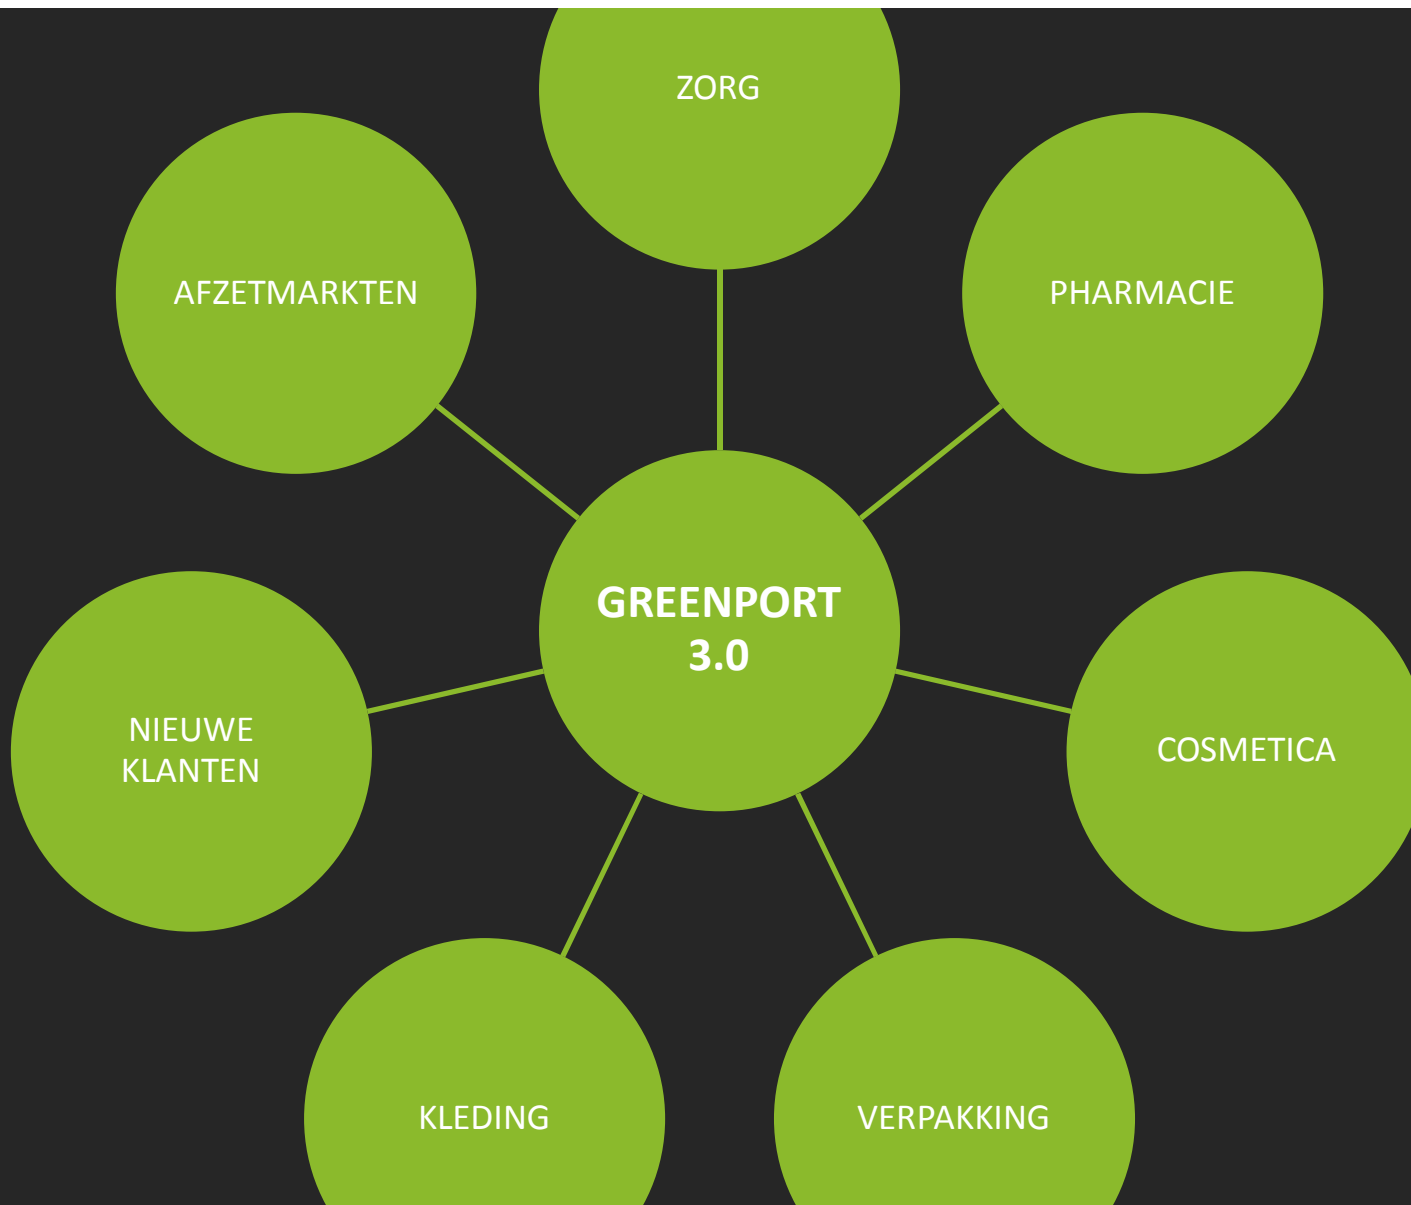 ZORG
AFZETMARKTEN
PHARMACIE
GREENPORT
3.0
NIEUWE
KLANTEN
COSMETICA
KLEDING
VERPAKKING